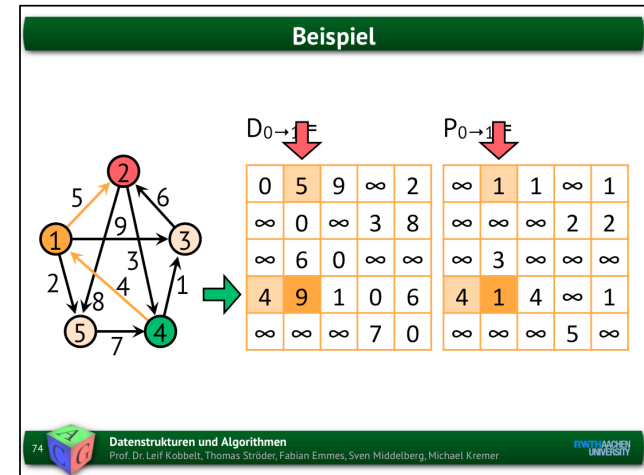 Beispiel
D0→1=
P0→1=
0 5 9 ∞ 2
∞ 0 ∞ 3 8
∞ 6 0 ∞ ∞
4 9 1 0 6
∞ ∞ ∞ 7 0
∞ 1 1 ∞ 1
∞ ∞ ∞ 2 2
∞ 3 ∞ ∞ ∞
4 1 4 ∞ 1
∞ ∞ ∞ 5 ∞
2
5
6
1
9
3
3
2
8
4
1
5
7
4
74
A
C
G
Datenstrukturen und Algorithmen
Prof. Dr. Leif Kobbelt, Thomas Ströder, Fabian Emmes, Sven Middelberg, Michael Kremer
RWTHAACHEN
UNIVERSITY